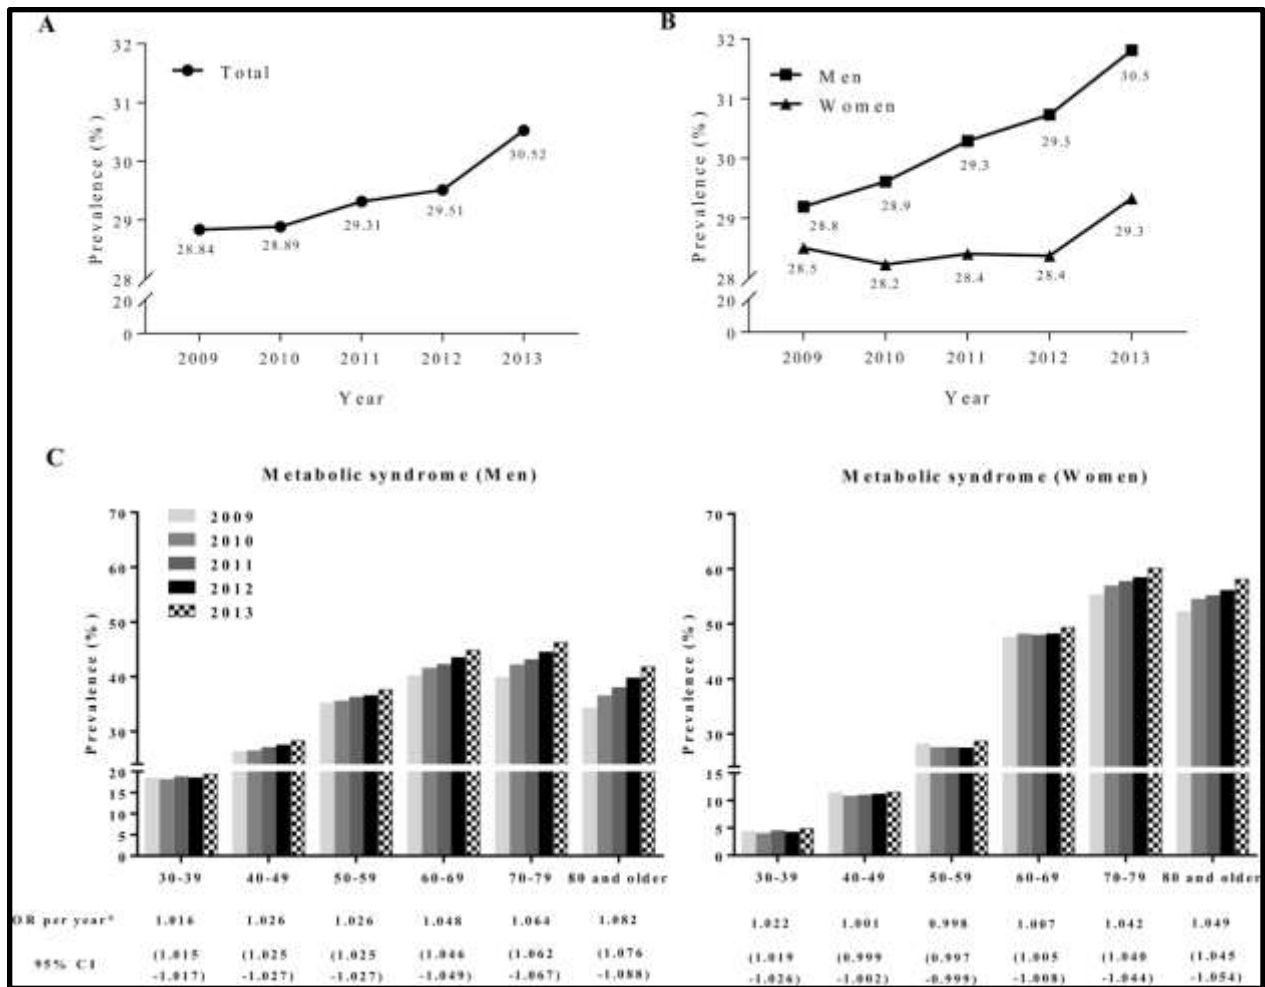 A
32
31
30
29
28
20
0
Prevalence (%)
Total
28.84
28.89
29.31
29.51
30.52
2009 2010 2011 2012 2013
Year
B
32
31
30
29
28
20
0
Prevalence (%)
Men
Women
28.8
28.9
29.3
29.5
30.5
28.5
28.2
28.4
28.4
29.3
2009 2010 2011 2012 2013
Year
C
Metabolic syndrome (Men)
70
60
50
40
30
20
15
10
5
0
Prevalence (%)
2009
2010
2011
2012
2013
30-39 40-49 50-59 60-69 70-79 80 and older
Metabolic syndrome (Women)
70
60
50
40
30
15
10
5
0
Prevalence (%)
30-39 40-49 50-59 60-69 70-79 80 and older
OR per year* 1.016 1.026 1.026 1.048 1.064 1.082 1.022 1.001 0.998 1.007 1.042 1.049
95% CI (1.015 (1.025 (1.025 (1.046 (1.062 (1.076 (1.019 (0.999 (0.997 (1.005 (1.040 (1.045
-1.017) -1.027) -1.027) -1.049) -1.067) -1.088) -1.026) -1.002) -0.999) -1.008) -1.044) -1.054)